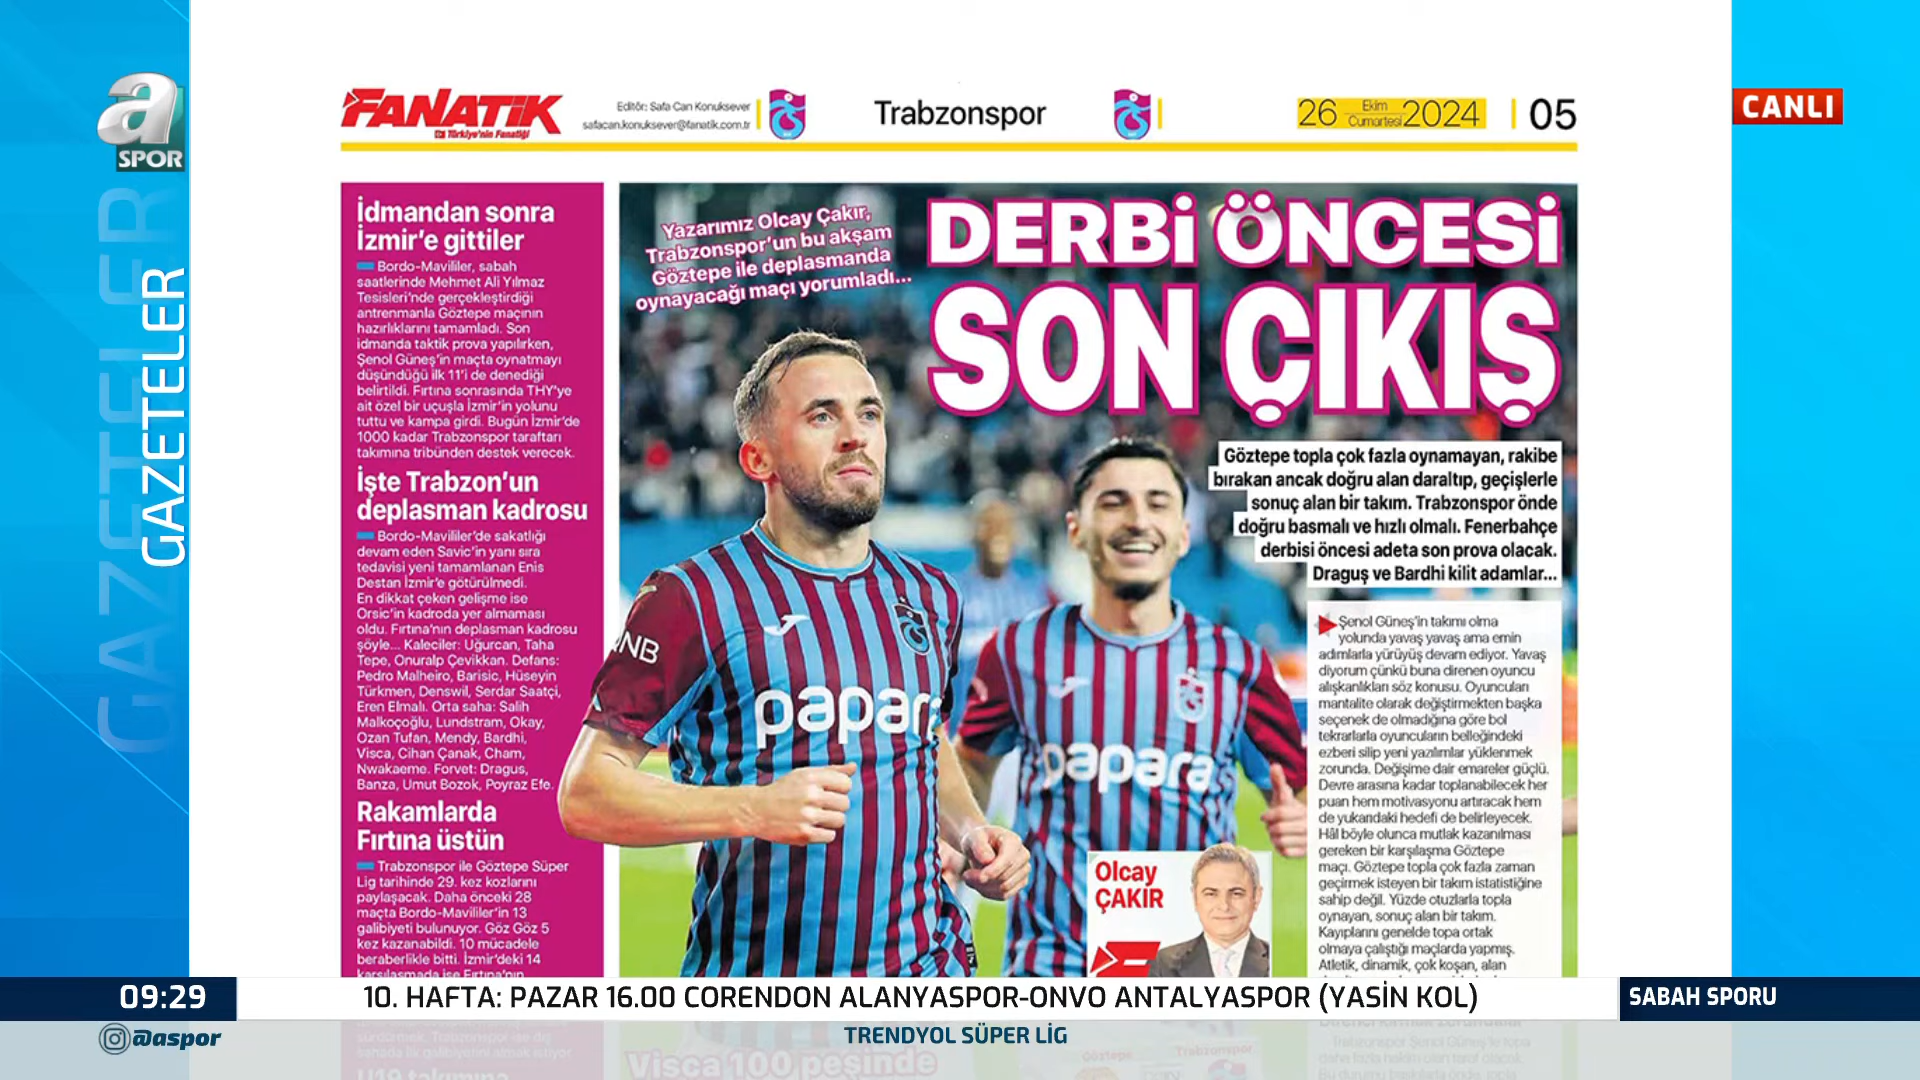 a
SPOR
GAZETELER
GAZETELER
CANLI
FANATiK
Türkiye'nin Fanatiği
Editör: Safa Can Konuksever
safacan.konuksever@fanatik.com.tr
Trabzonspor
26 Ekim Cumartesi 2024
05
İdmandan sonra
İzmir'e gittiler
Bordo-Mavililer, sabah
saatlerinde Mehmet Ali Yılmaz
Tesisleri'nde gerçekleştirdiği
antrenmanla Göztepe maçının
hazırlıklarını tamamladı. Son
idmanda taktik prova yapılırken,
Şenol Güneş'in maçta oynatmayı
düşündüğü ilk 11'i de denediği
belirtildi. Fırtına sonrasında THY'ye
ait özel bir uçuşla İzmir'in yolunu
tuttu ve kampa girdi. Bugün İzmir'de
1000 kadar Trabzonspor taraftarı
takımına tribünden destek verecek.
İşte Trabzon'un
deplasman kadrosu
Bordo-Mavililer'de sakatlığı
devam eden Savic'in yanı sıra
tedavisi yeni tamamlanan Enis
Destan İzmir'e götürülmedi.
En dikkat çeken gelişme ise
Orsic'in kadroda yer almaması
oldu. Fırtına'nın deplasman kadrosu
şöyle... Kaleciler: Uğurcan, Taha
Tepe, Onuralp Çevikkan. Defans:
Pedro Malheiro, Barisic, Hüseyin
Türkmen, Denswil, Serdar Saatçi,
Eren Elmalı. Orta saha: Salih
Malkoçoğlu, Lundstram, Okay,
Ozan Tufan, Mendy, Bardhi,
Visca, Cihan Çanak, Cham,
Nwakaeme. Forvet: Dragus,
Banza, Umut Bozok, Poyraz Efe.
Rakamlarda
Fırtına üstün
Trabzonspor ile Göztepe Süper
Lig tarihinde 29. kez kozlarını
paylaşacak. Daha önceki 28
maçta Bordo-Mavililer'in 13
galibiyeti bulunuyor. Göz Göz 5
kez kazanabildi. 10 mücadele
beraberlikle bitti. İzmir'deki 14
karşılaşmada ise Fırtına'nın
Yazarımız Olcay Çakır,
Trabzonspor'un bu akşam
Göztepe ile deplasmanda
oynayacağı maçı yorumladı...
DERBİ ÖNCESİ
SON ÇIKIŞ
Göztepe topla çok fazla oynamayan, rakibe
bırakan ancak doğru alan daraltıp, geçişlerle
sonuç alan bir takım. Trabzonspor önde
doğru basmalı ve hızlı olmalı. Fenerbahçe
derbisi öncesi adeta son prova olacak.
Draguş ve Bardhi kilit adamlar...
Şenol Güneş'in takımı olma
yolunda yavaş yavaş ama emin
adımlarla yürüyüş devam ediyor. Yavaş
diyorum çünkü buna direnen oyuncu
alışkanlıkları söz konusu. Oyuncuları
mantalite olarak değiştirmekten başka
seçenek de olmadığına göre bol
tekrarlarla oyuncuların belleğindeki
ezberi silip yeni yazılımlar yüklenmek
zorunda. Değişime dair emareler güçlü.
Devre arasına kadar toplanabilecek her
puan hem motivasyonu artıracak hem
de yukarıdaki hedefi de belirleyecek.
Hâl böyle olunca mutlak kazanılması
gereken bir karşılaşma Göztepe
maçı. Göztepe topla çok fazla zaman
geçirmek isteyen bir takım istatistiğine
sahip değil. Yüzde otuzlarla topla
oynayan, sonuç alan bir takım.
Kayıplarını genelde topa ortak
olmaya çalıştığı maçlarda yapmış.
Atletik, dinamik, çok koşan, alan
NB
papara
papara
Olcay
ÇAKIR
09:29
10. HAFTA: PAZAR 16.00 CORENDON ALANYASPOR-ONVO ANTALYASPOR (YASİN KOL)
SABAH SPORU
@aspor
TRENDYOL SÜPER LİG
Visca 100 peşinde
Göztepe
Trabzonspor
U19 takımına